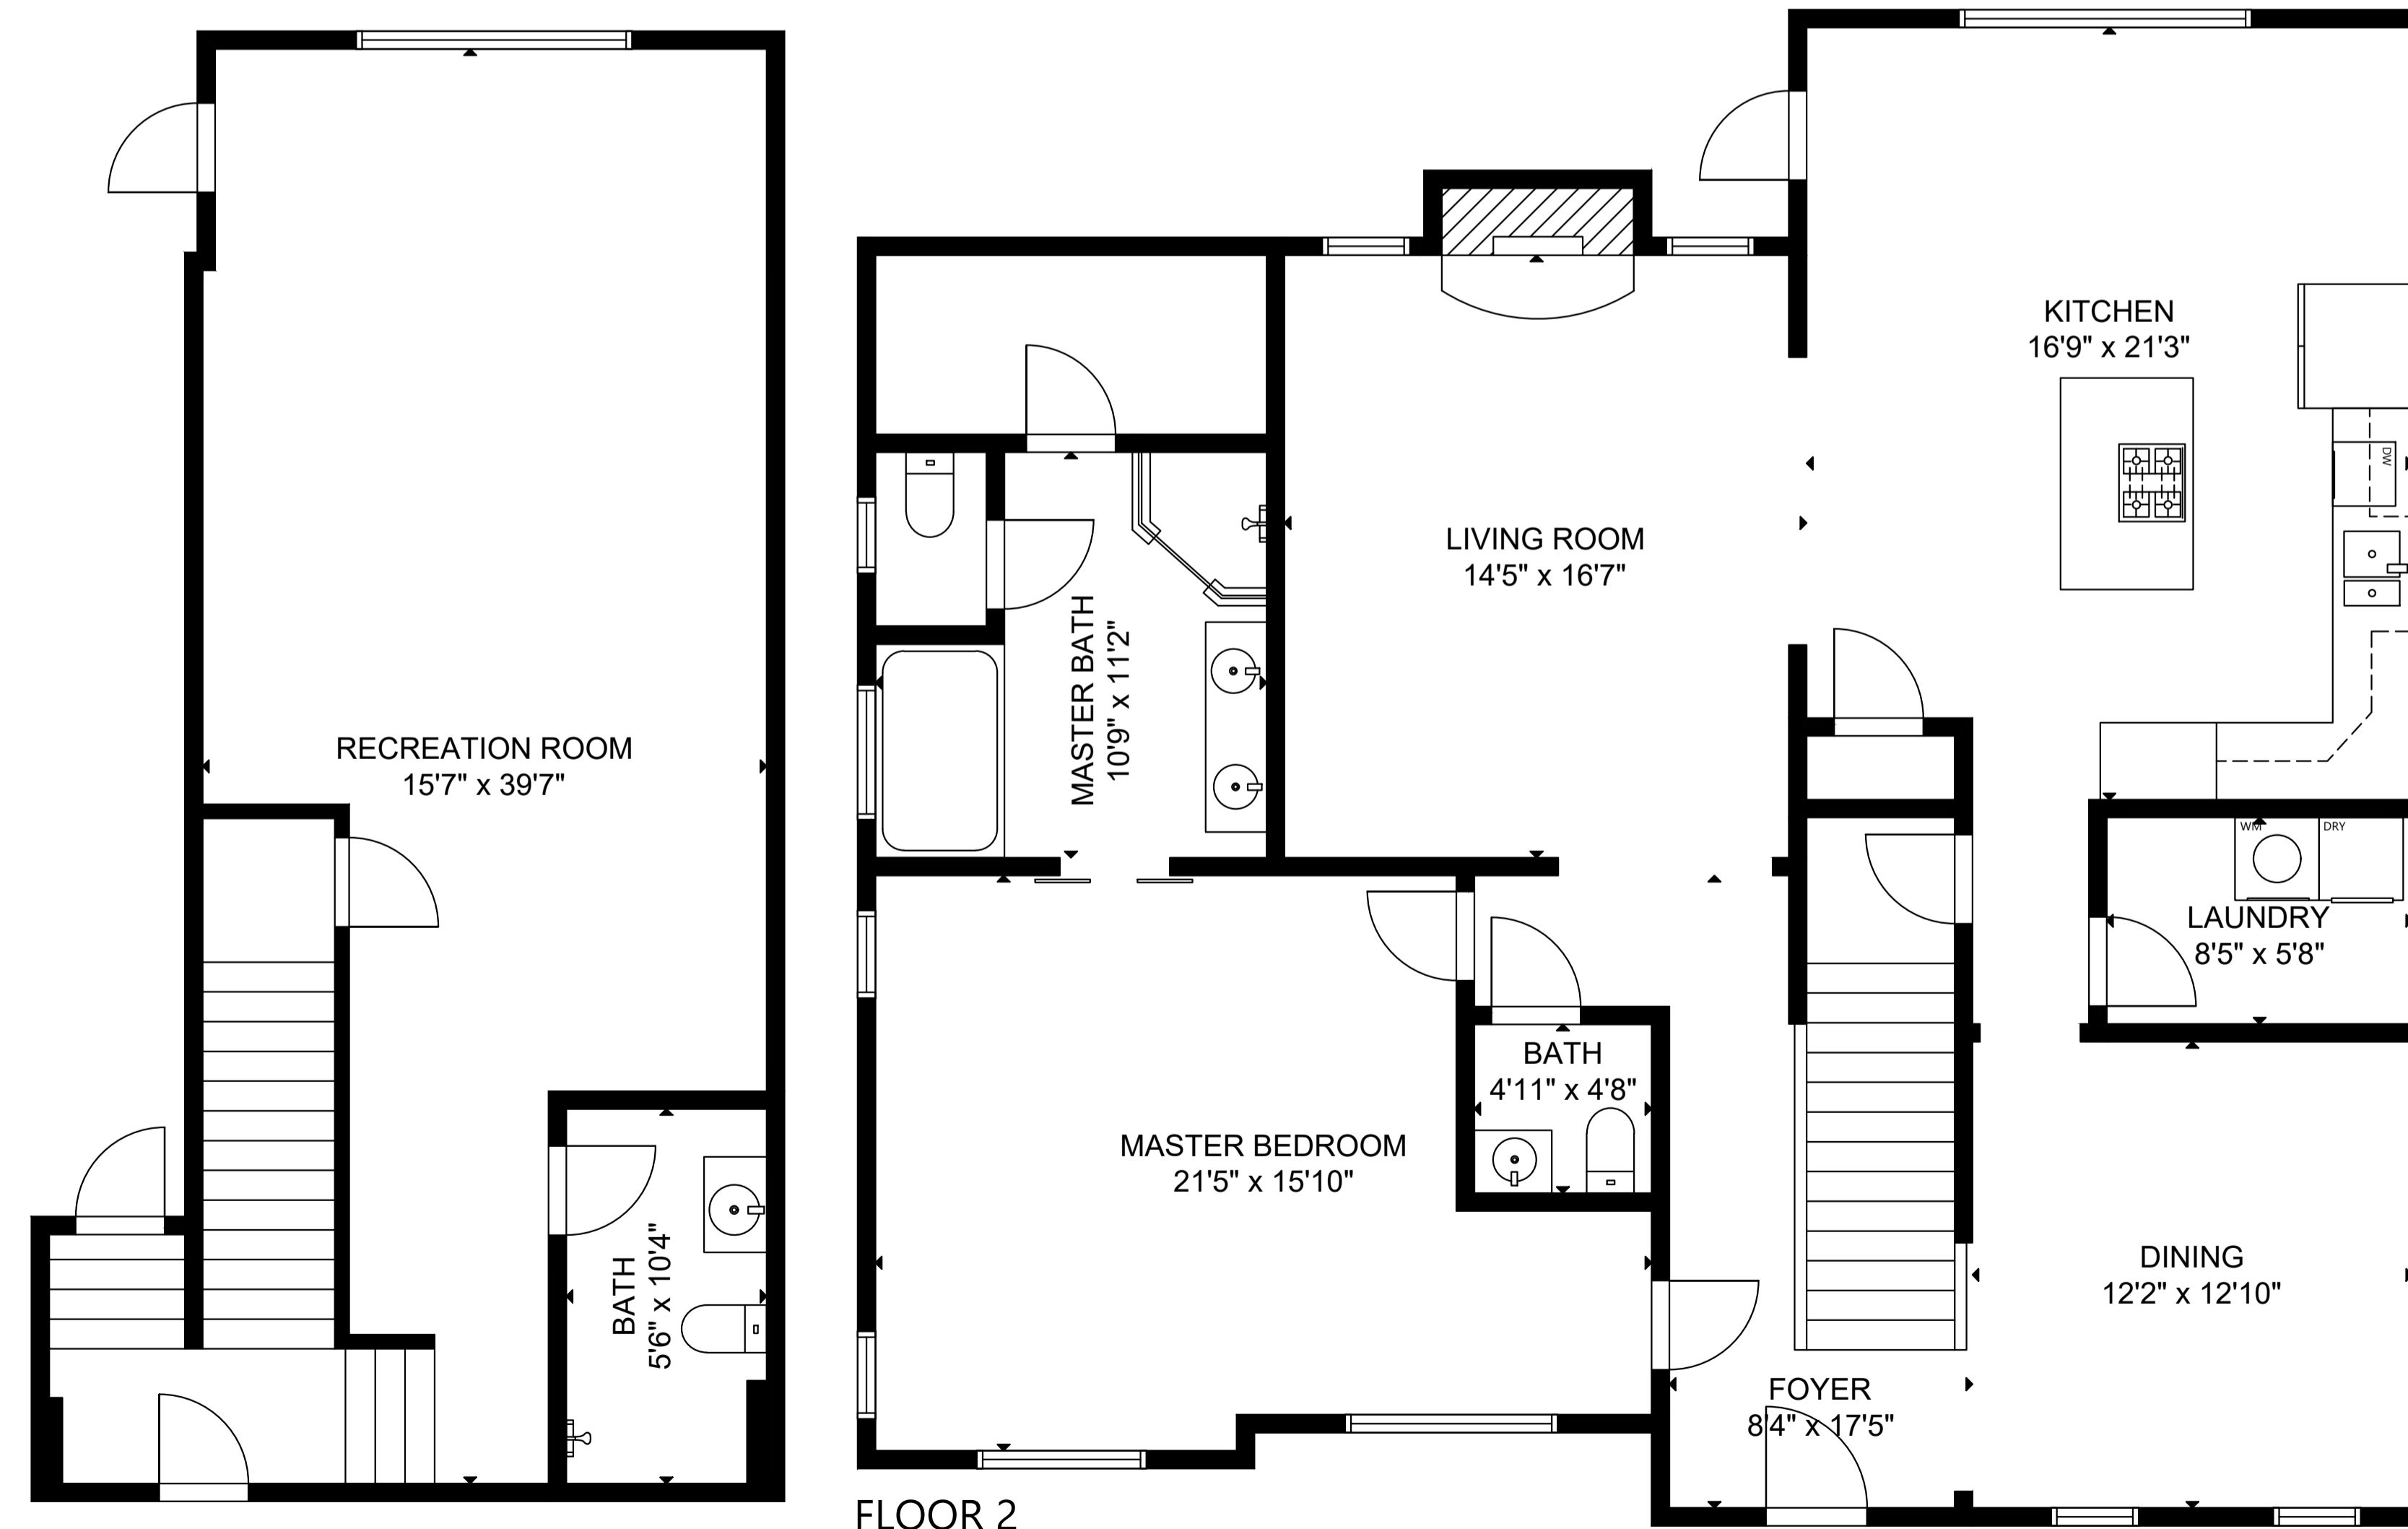 RECREATION ROOM
15'7" x 39'7"
BATH
5'6" x 10'4"
MASTER BATH
10'9" x 11'2"
LIVING ROOM
14'5" x 16'7"
KITCHEN
16'9" x 21'3"
DW
WM
DRY
LAUNDRY
8'5" x 5'8"
BATH
4'11" x 4'8"
MASTER BEDROOM
21'5" x 15'10"
DINING
12'2" x 12'10"
FOYER
8'4" x 17'5"
FLOOR 2